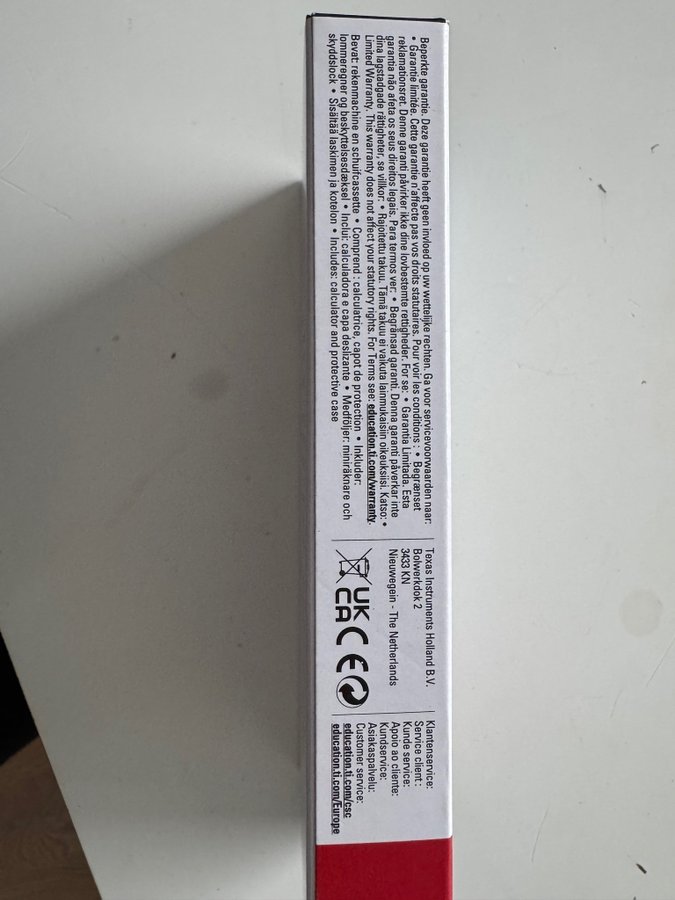 Beperkte garantie. Deze garantie heeft geen invloed op uw wettelijke rechten. Ga voor servicevoorwaarden naar:
• Garantie limitée. Cette garantie n'affecte pas vos droits statutaires. Pour voir les conditions : • Begrænset
reklamationsret. Denne garanti påvirker ikke dine lovbestemte rettigheder. For se: • Garantia Limitada. Esta
garantia não afeta os seus direitos legais. Para termos ver: • Begränsad garanti. Denna garanti påverkar inte
dina lagstadgade rättigheter, se villkor: • Rajoitettu takuu. Tämä takuu ei vaikuta lainmukaisiin oikeuksiisi. Katso: •
Limited Warranty. This warranty does not affect your statutory rights. For Terms see: education.ti.com/warranty.
Bevat: rekenmachine en schuifcassette • Comprend : calculatrice, capot de protection • Inkluder:
lommeregner og beskyttelsesdæksel • Inclui: calculadora e capa deslizante • Medföljer: miniräknare och
skyddslock • Sisältää laskimen ja kotelon • Includes: calculator and protective case
Texas Instruments Holland B.V.
Bolwerkdok 2
3433 KN
Nieuwegein - The Netherlands
UK
CA CE
Klantenservice:
Service client :
Kunde service:
Apoio ao cliente:
Kundservice:
Asiakaspalvelu:
Customer service:
education.ti.com/csc
education.ti.com/Europe